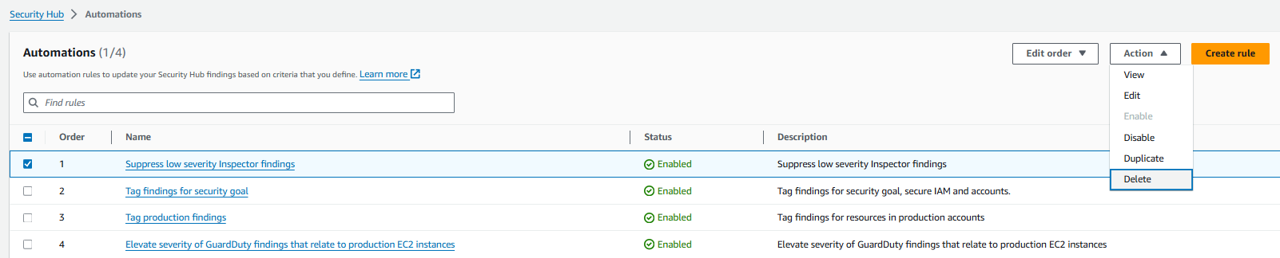 Security Hub > Automations
Automations (1/4)
Edit order
Action
Create rule
Use automation rules to update your Security Hub findings based on criteria that you define. Learn more
View
Edit
Enable
Disable
Duplicate
Delete
Find rules
Order Name Status Description
1 Suppress low severity Inspector findings Enabled Suppress low severity Inspector findings
2 Tag findings for security goal Enabled Tag findings for security goal, secure IAM and accounts.
3 Tag production findings Enabled Tag findings for resources in production accounts
4 Elevate severity of GuardDuty findings that relate to production EC2 instances Enabled Elevate severity of GuardDuty findings that relate to production EC2 instances